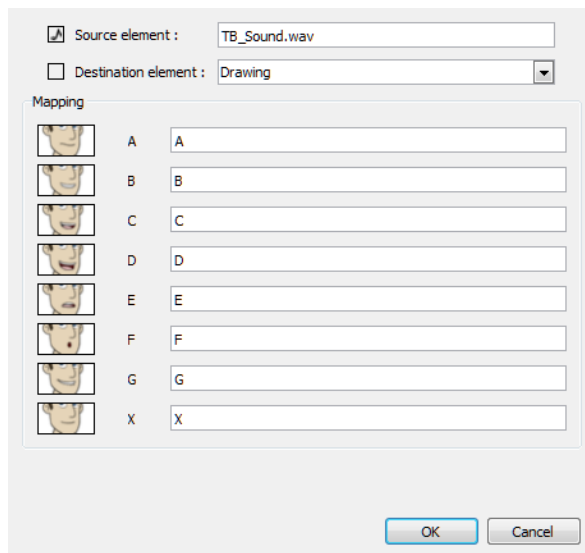 Source element : TB_Sound.wav
Destination element : Drawing
Mapping
A A
B B
C C
D D
E E
F F
G G
X X
OK Cancel